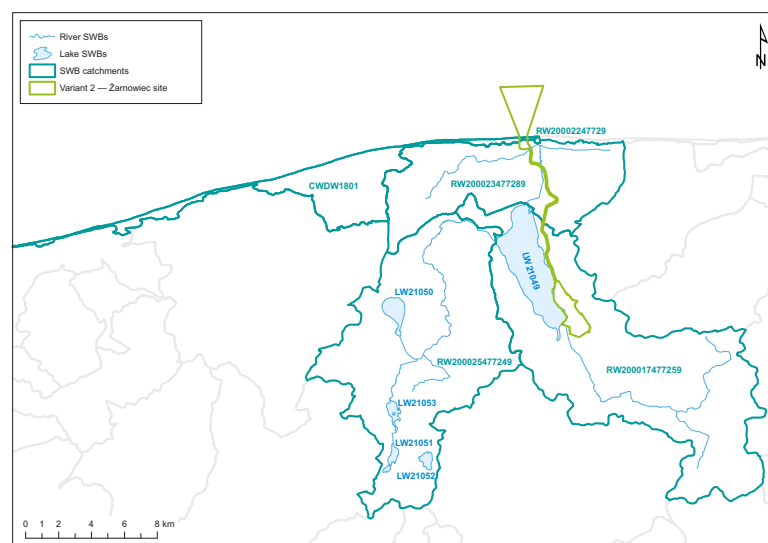 River SWBs
Lake SWBs
SWB catchments
Variant 2 — Żarnowiec site
N
RW20002247729
CWDW1801
RW200023477289
LW21049
LW21050
RW200025477249
RW200017477259
LW21053
LW21051
LW21052
0 1 2 4 6 8 km